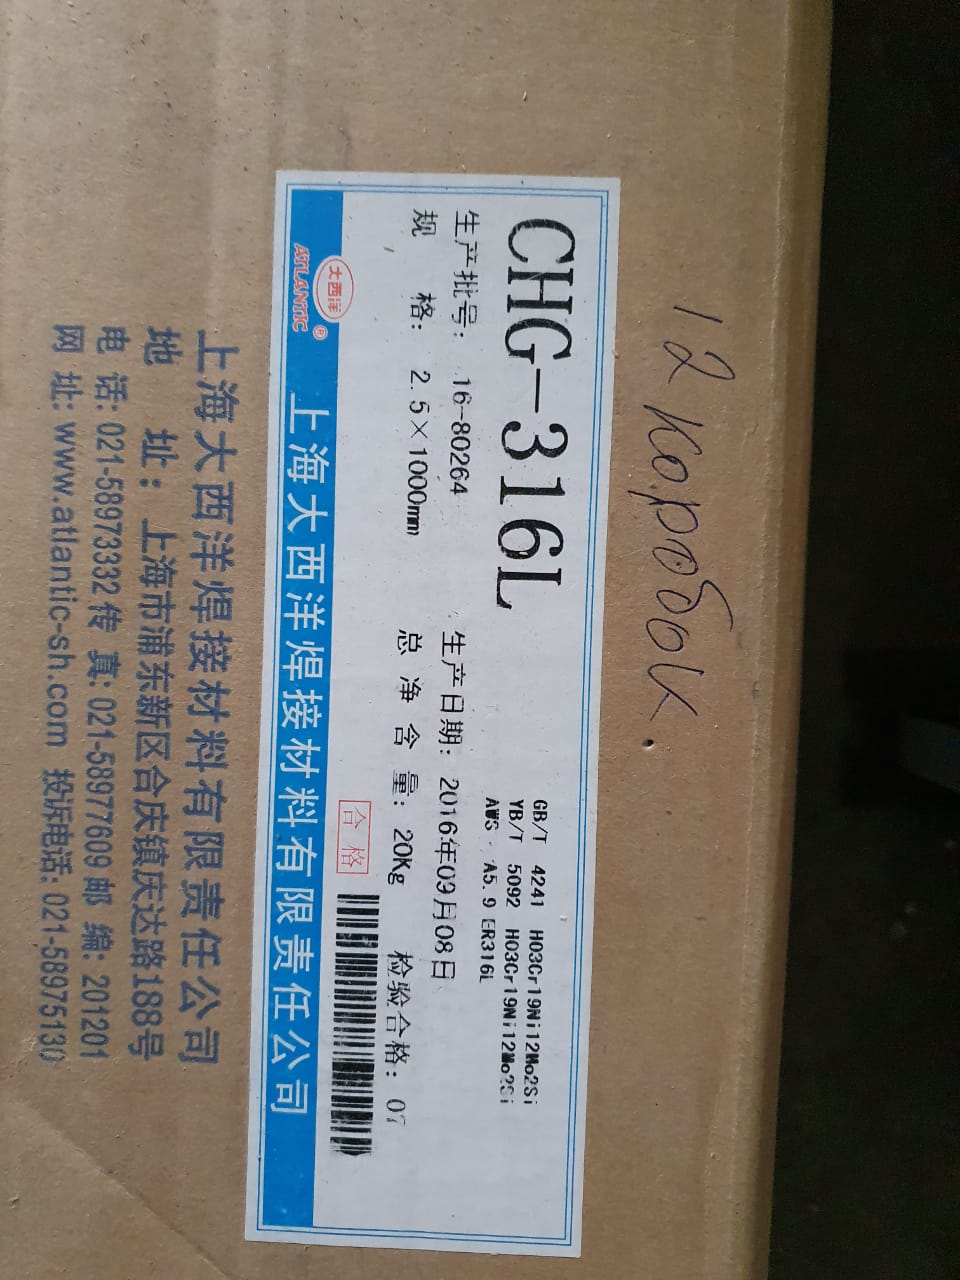 12 коробок.
CHG-316L
GB/T 4241 H03Cr19Ni12Mo2Si
YB/T 5092 H03Cr19Ni12Mo2Si
AWS · A5.9 ER316L
生产批号: 16-80264 生产日期: 2016年09月08日
规 格: 2.5×1000mm 总 净 含 量: 20Kg 检验合格: 07
大西洋 ®
ATLANTIC
合格
上海大西洋焊接材料有限责任公司
上海大西洋焊接材料有限责任公司
地 址: 上海市浦东新区合庆镇庆达路188号
电 话: 021-58973332 传 真: 021-58977609 邮 编: 201201
网 址: www.atlantic-sh.com 投诉电话: 021-58975130